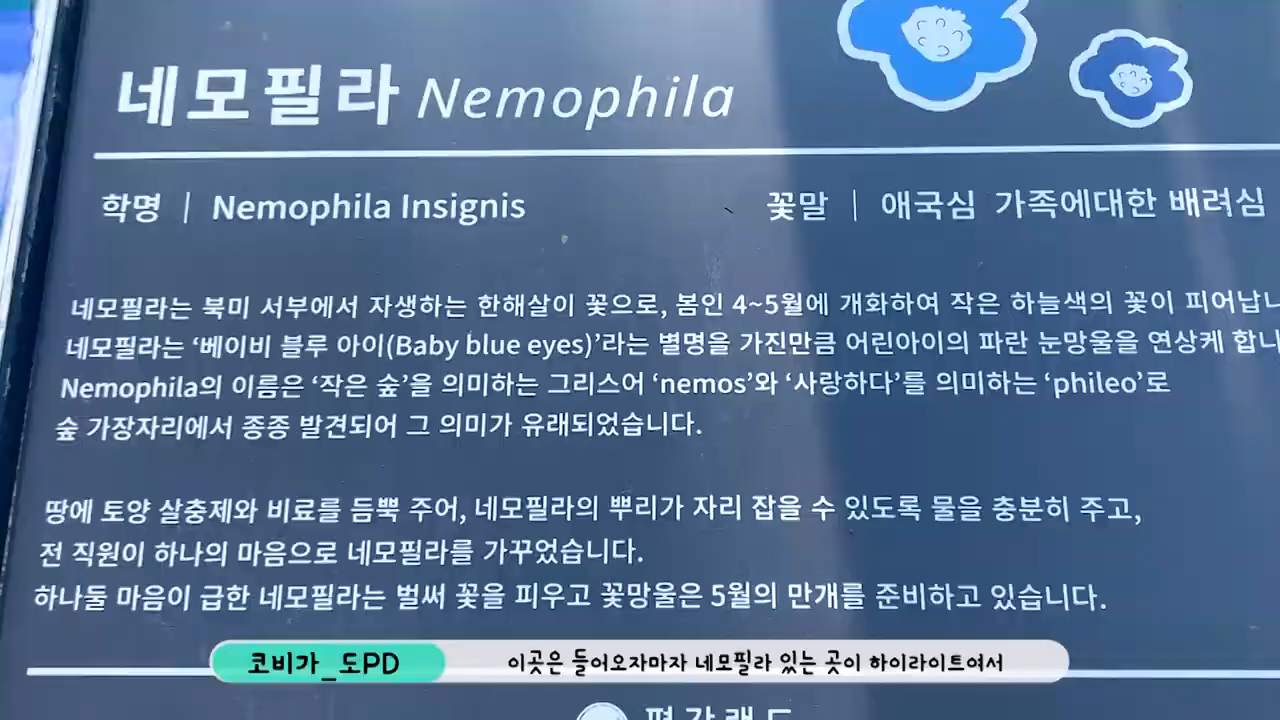 네모필라 Nemophila
학명 | Nemophila Insignis
꽃말 | 애국심 가족에대한 배려심
네모필라는 북미 서부에서 자생하는 한해살이 꽃으로, 봄인 4~5월에 개화하여 작은 하늘색의 꽃이
네모필라는 ‘베이비 블루 아이(Baby blue eyes)’라는 별명을 가진만큼 어린아이의 파란 눈망울을 연상케
Nemophila의 이름은 ‘작은 숲’을 의미하는 그리스어 ‘nemos’와 ‘사랑하다’를 의미하는 ‘phileo’로
숲 가장자리에서 종종 발견되어 그 의미가 유래되었습니다.
땅에 토양 살충제와 비료를 듬뿍 주어, 네모필라의 뿌리가 자리 잡을 수 있도록 물을 충분히 주고,
전 직원이 하나의 마음으로 네모필라를 가꾸었습니다.
하나둘 마음이 급한 네모필라는 벌써 꽃을 피우고 꽃망울은 5월의 만개를 준비하고 있습니다.
코비가_도PD
이곳은 들어오자마자 네모필라 있는 곳이 하이라이트여서